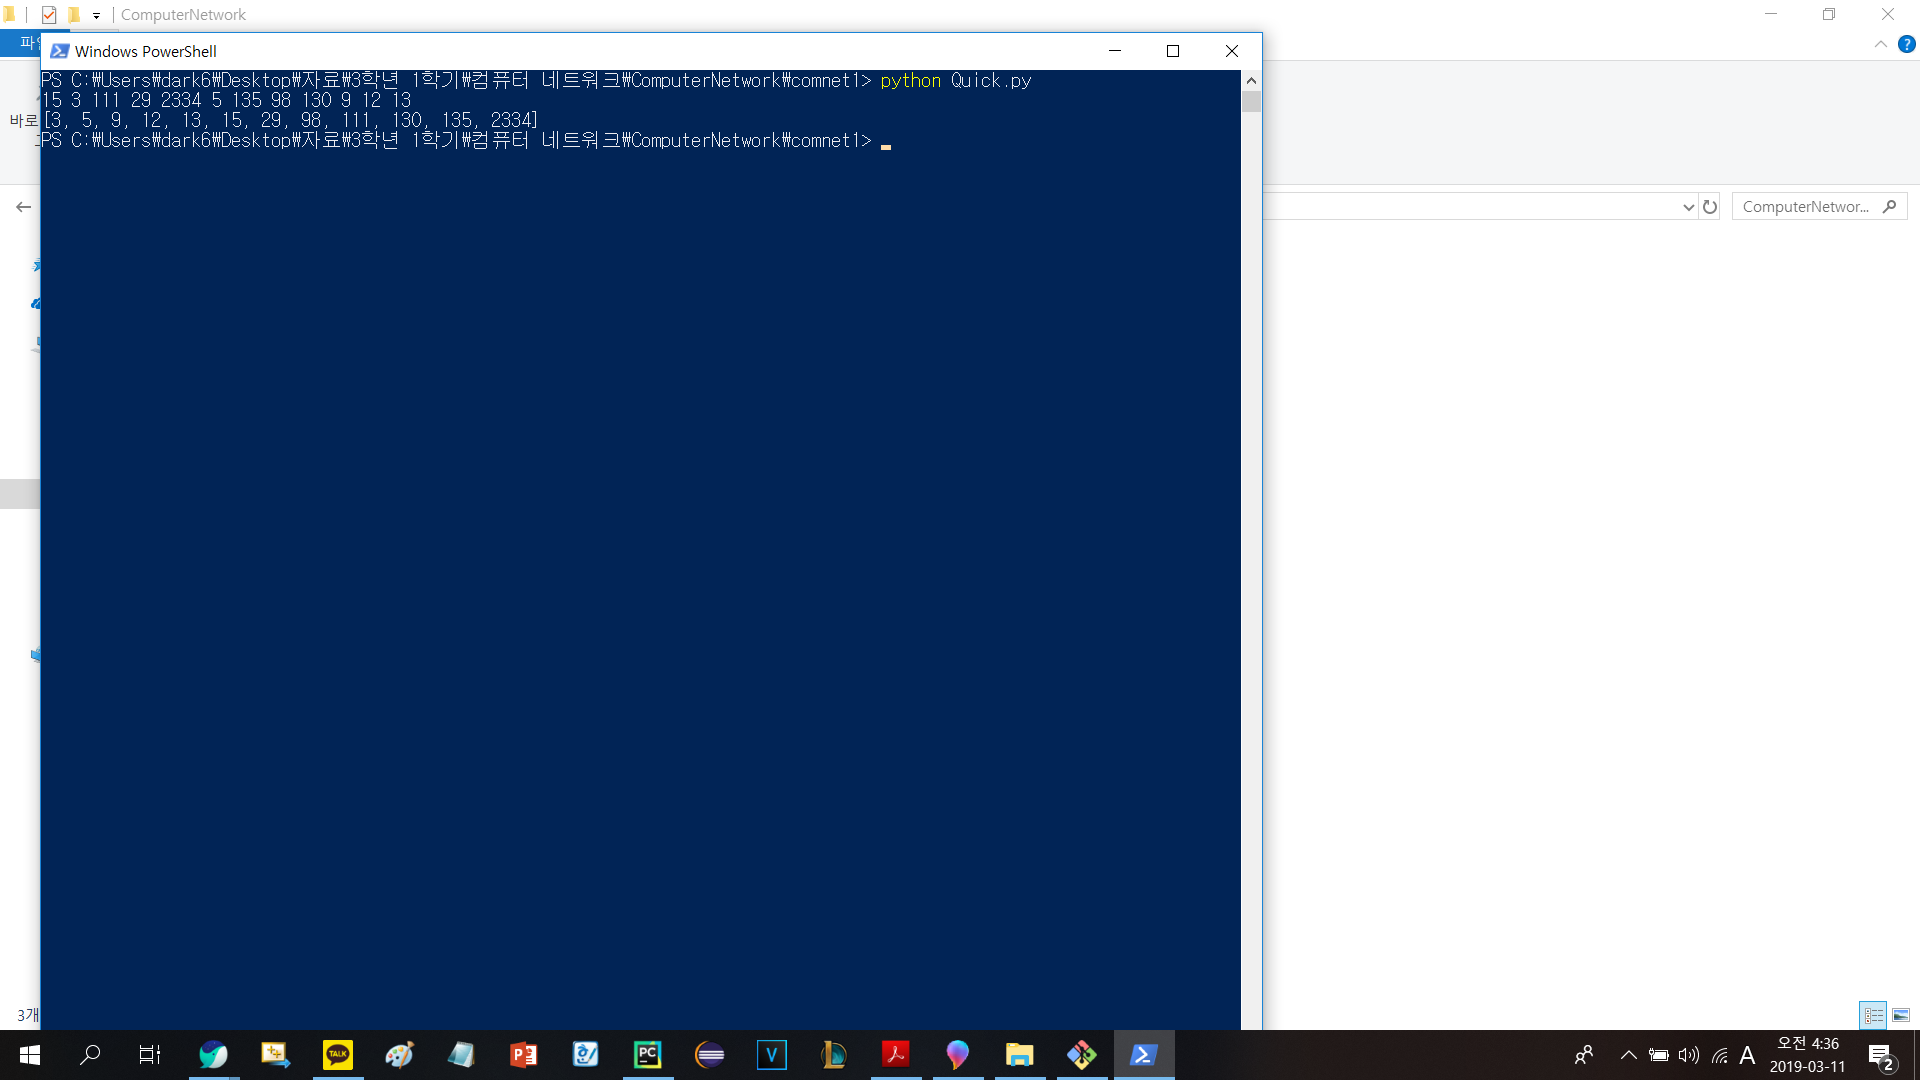 ComputerNetwork
파일
Windows PowerShell
PS C:₩Users₩dark6₩Desktop₩자료₩3학년 1학기₩컴퓨터 네트워크₩ComputerNetwork₩comnet1> python Quick.py
15 3 111 29 2334 5 135 98 130 9 12 13
[3, 5, 9, 12, 13, 15, 29, 98, 111, 130, 135, 2334]
PS C:₩Users₩dark6₩Desktop₩자료₩3학년 1학기₩컴퓨터 네트워크₩ComputerNetwork₩comnet1>
바로
ComputerNetwor...
3개
TALK
PC
V
A
오전 4:36
2019-03-11
2